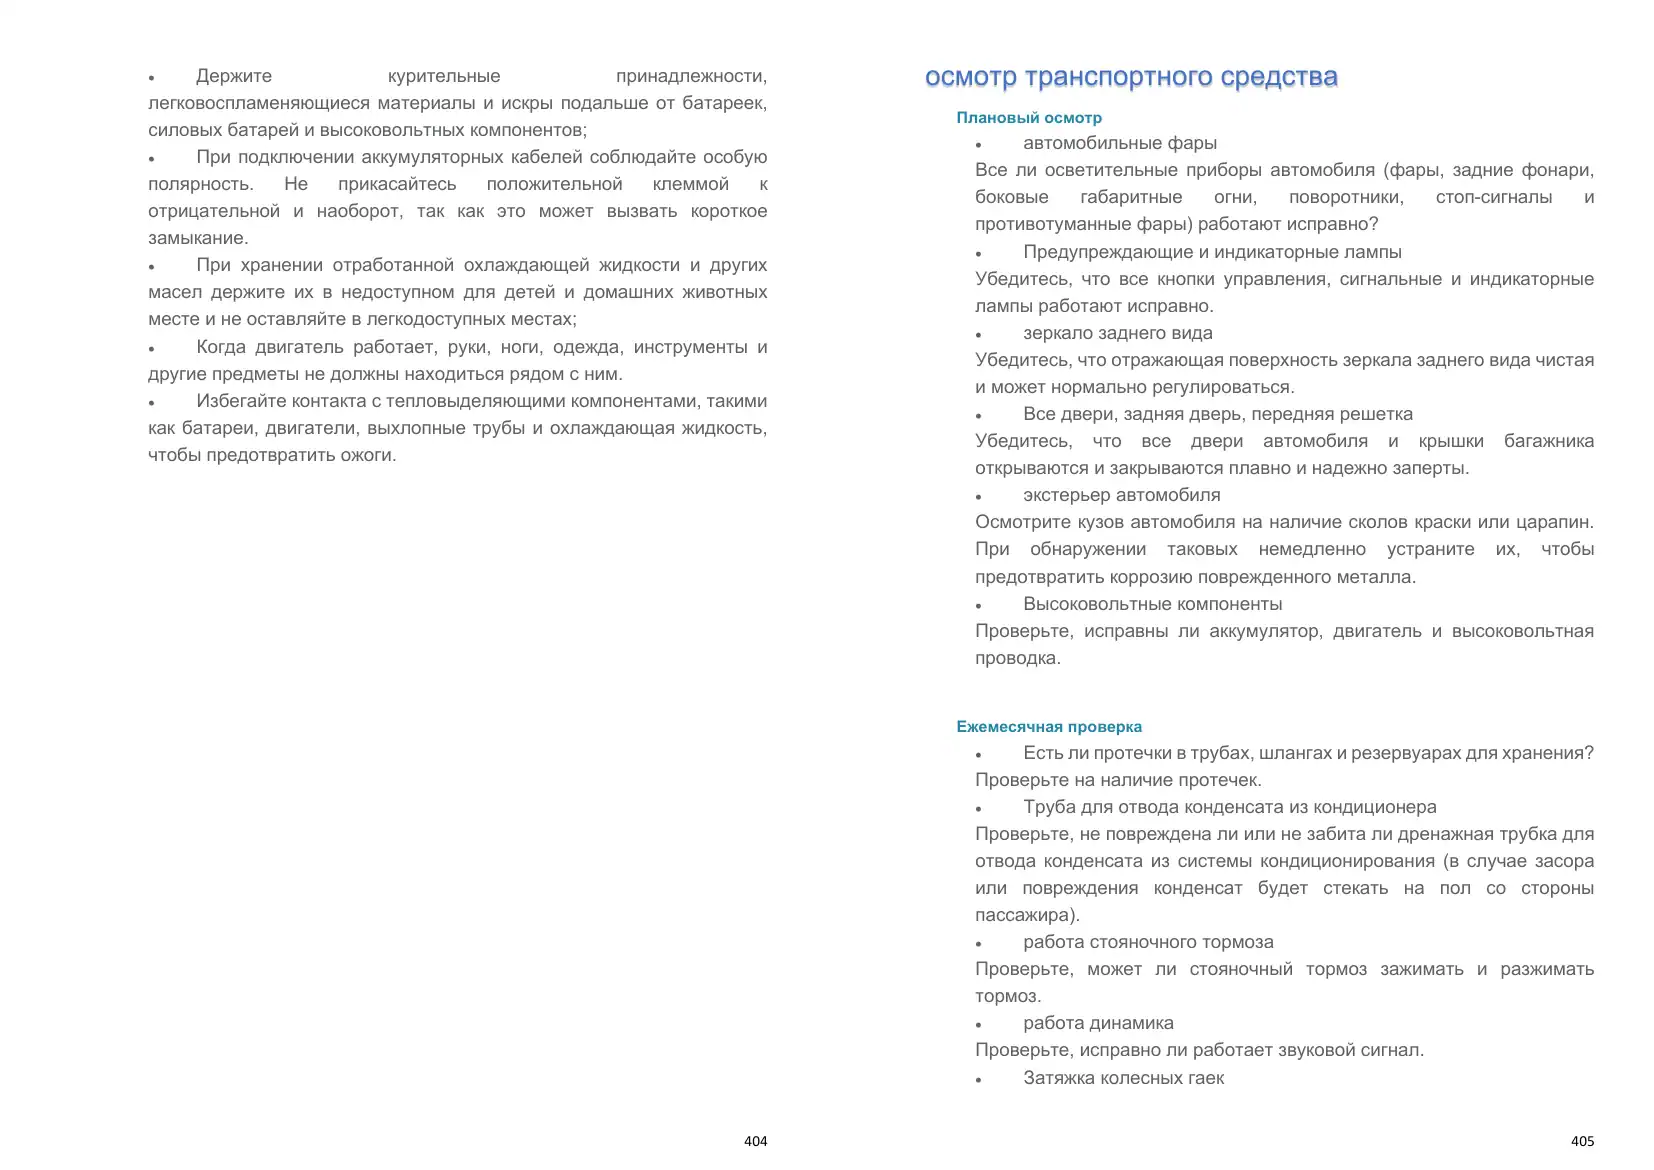 • Держите курительные принадлежности,
легковоспламеняющиеся материалы и искры подальше от батареек,
силовых батарей и высоковольтных компонентов;
• При подключении аккумуляторных кабелей соблюдайте особую
полярность. Не прикасайтесь положительной клеммой к
отрицательной и наоборот, так как это может вызвать короткое
замыкание.
• При хранении отработанной охлаждающей жидкости и других
масел держите их в недоступном для детей и домашних животных
месте и не оставляйте в легкодоступных местах;
• Когда двигатель работает, руки, ноги, одежда, инструменты и
другие предметы не должны находиться рядом с ним.
• Избегайте контакта с тепловыделяющими компонентами, такими
как батареи, двигатели, выхлопные трубы и охлаждающая жидкость,
чтобы предотвратить ожоги.
404
осмотр транспортного средства
Плановый осмотр
• автомобильные фары
Все ли осветительные приборы автомобиля (фары, задние фонари,
боковые габаритные огни, поворотники, стоп-сигналы и
противотуманные фары) работают исправно?
• Предупреждающие и индикаторные лампы
Убедитесь, что все кнопки управления, сигнальные и индикаторные
лампы работают исправно.
• зеркало заднего вида
Убедитесь, что отражающая поверхность зеркала заднего вида чистая
и может нормально регулироваться.
• Все двери, задняя дверь, передняя решетка
Убедитесь, что все двери автомобиля и крышки багажника
открываются и закрываются плавно и надежно заперты.
• экстерьер автомобиля
Осмотрите кузов автомобиля на наличие сколов краски или царапин.
При обнаружении таковых немедленно устраните их, чтобы
предотвратить коррозию поврежденного металла.
• Высоковольтные компоненты
Проверьте, исправны ли аккумулятор, двигатель и высоковольтная
проводка.
Ежемесячная проверка
• Есть ли протечки в трубах, шлангах и резервуарах для хранения?
Проверьте на наличие протечек.
• Труба для отвода конденсата из кондиционера
Проверьте, не повреждена ли или не забита ли дренажная трубка для
отвода конденсата из системы кондиционирования (в случае засора
или повреждения конденсат будет стекать на пол со стороны
пассажира).
• работа стояночного тормоза
Проверьте, может ли стояночный тормоз зажимать и разжимать
тормоз.
• работа динамика
Проверьте, исправно ли работает звуковой сигнал.
• Затяжка колесных гаек
405